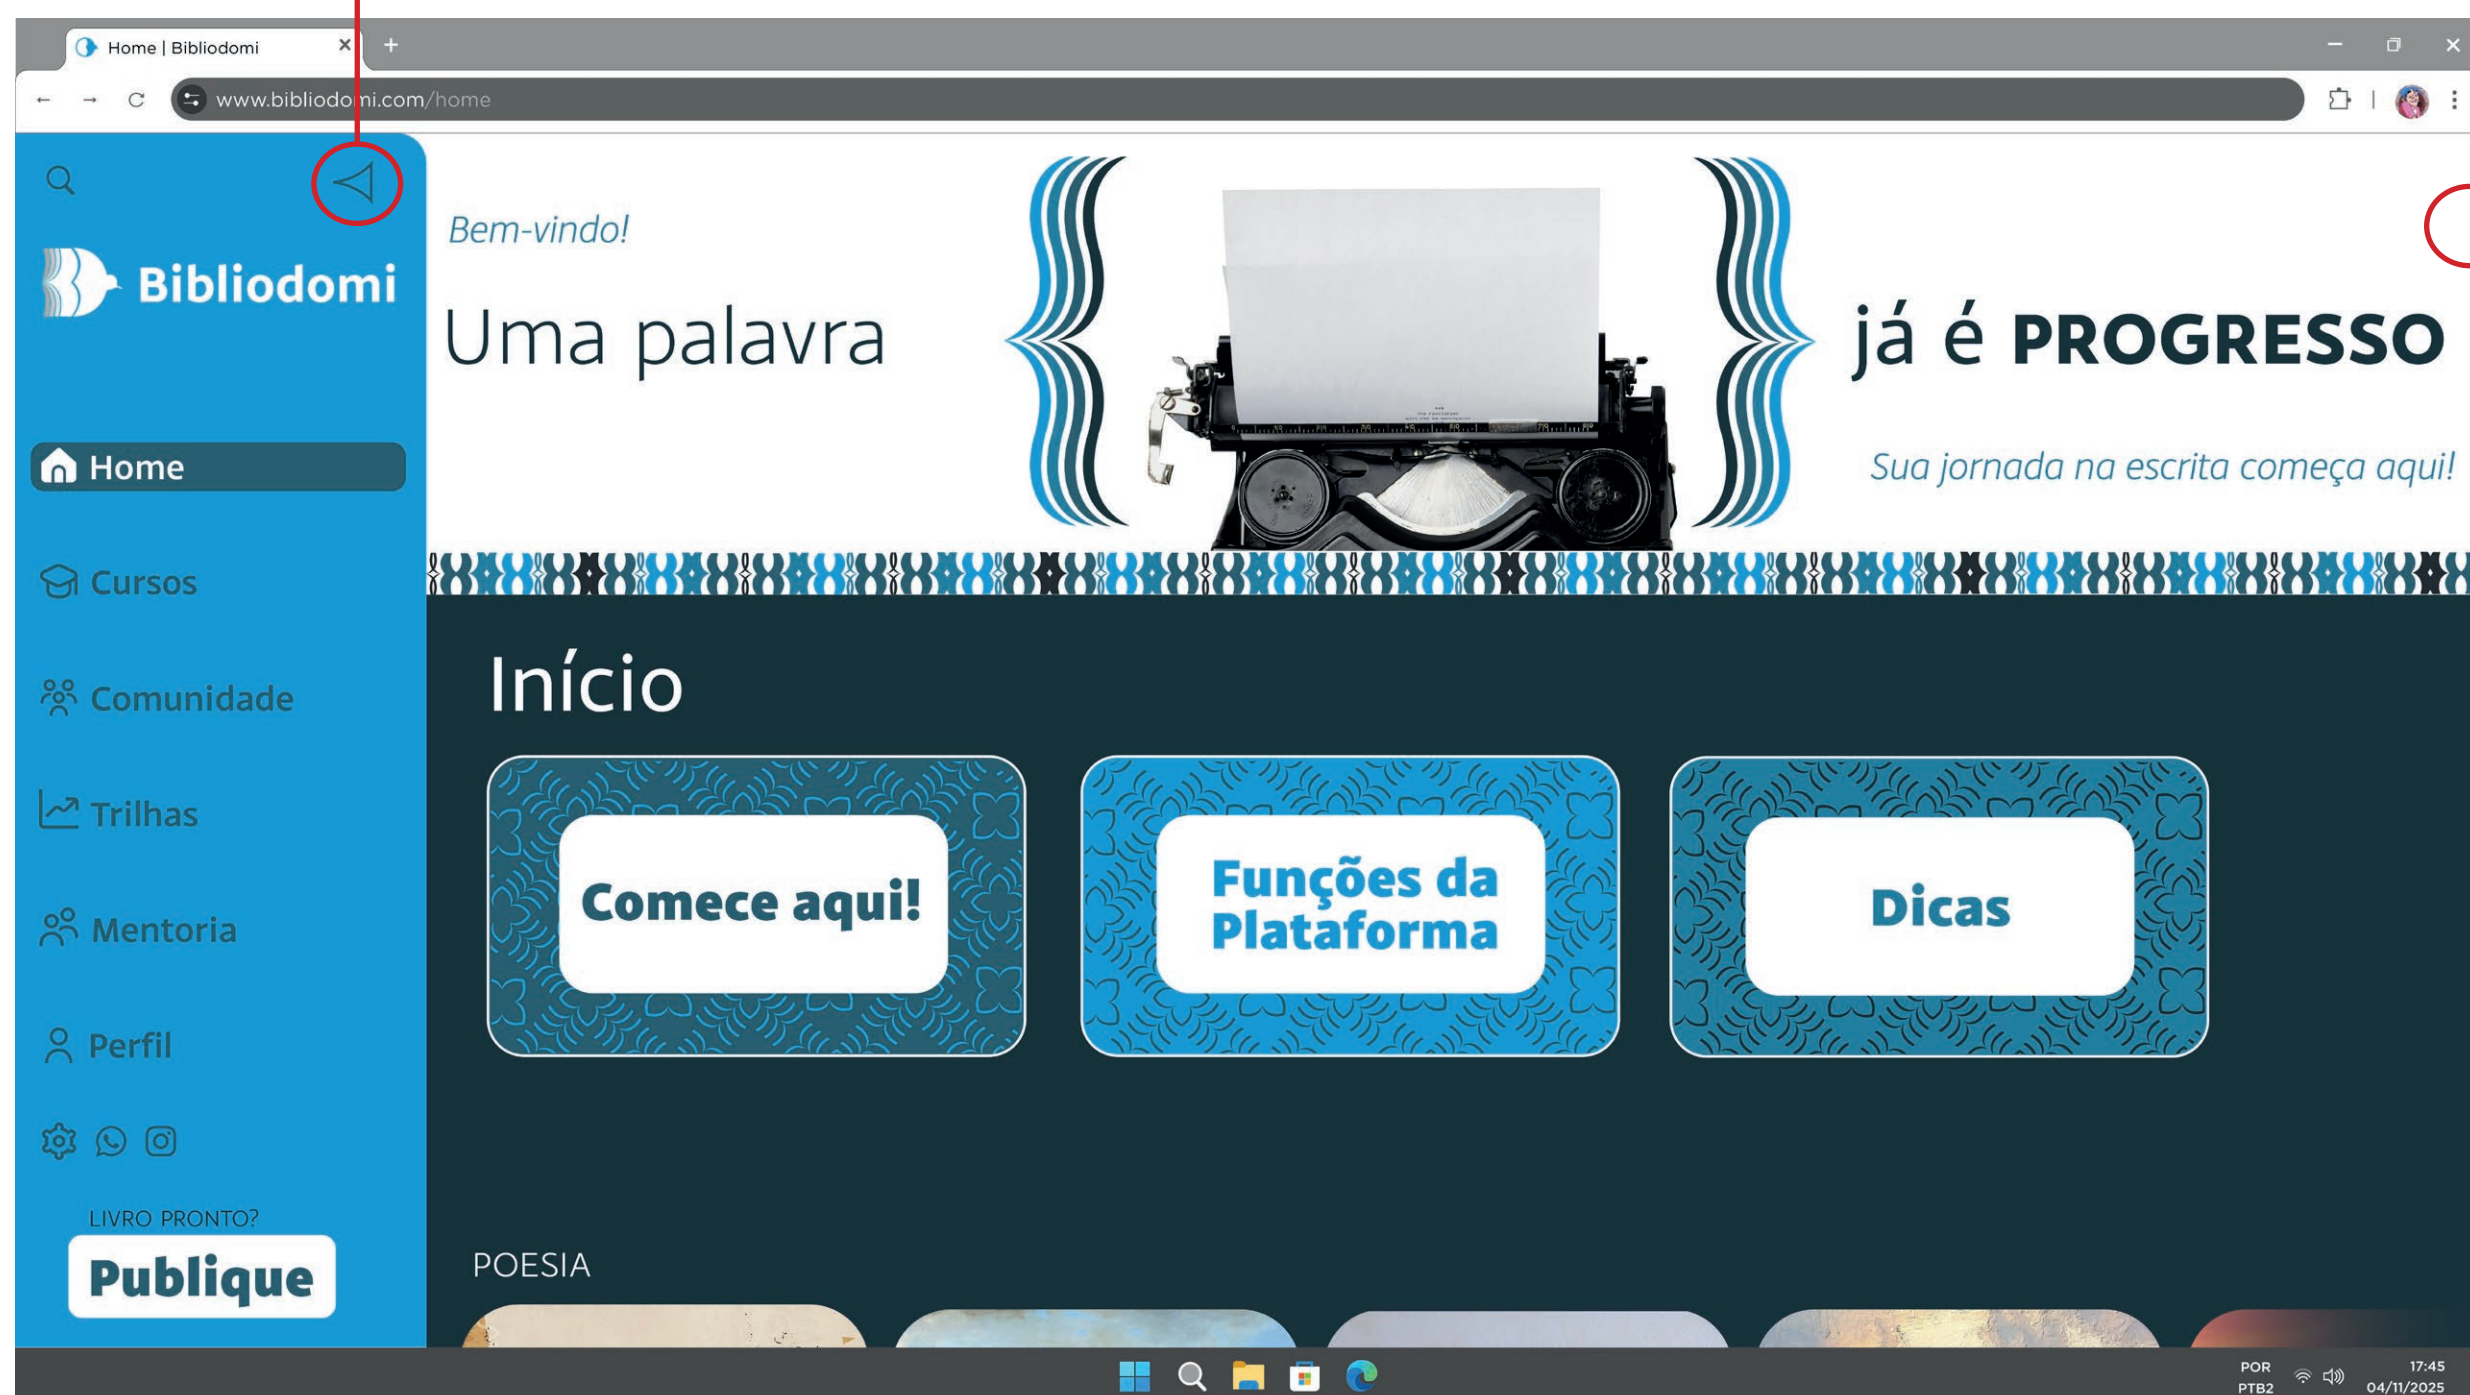 Home | Bibliodomi
www.bibliodomi.com/home
Bibliodomi
Home
Cursos
Comunidade
Trilhas
Mentoria
Perfil
LIVRO PRONTO?
Publique
Bem-vindo!
Uma palavra
já é PROGRESSO
Sua jornada na escrita começa aqui!
Início
Comece aqui!
Funções da
Plataforma
Dicas
POESIA
POR
PTB2
17:45
04/11/2025